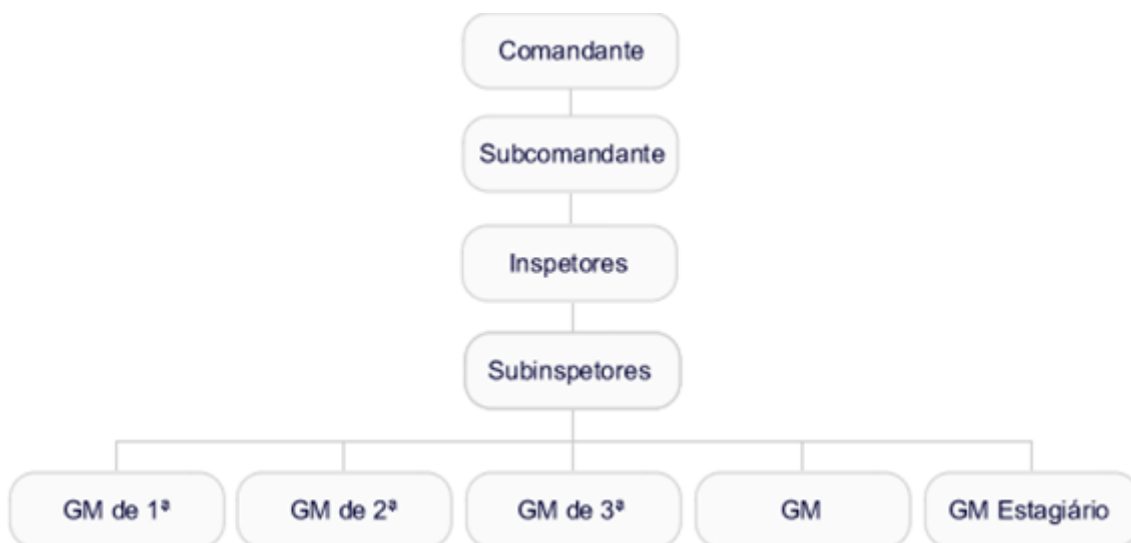 Comandante
Subcomandante
Inspetores
Subinspetores
GM de 1ª
GM de 2ª
GM de 3ª
GM
GM Estagiário